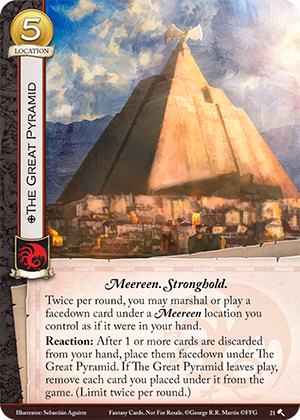 5
LOCATION
THE GREAT PYRAMID
Meereen. Stronghold.
Twice per round, you may marshal or play a
facedown card under a Meereen location you
control as if it were in your hand.
Reaction: After 1 or more cards are discarded
from your hand, place them facedown under The
Great Pyramid. If The Great Pyramid leaves play,
remove each card you placed under it from the
game. (Limit twice per round.)
Illustrator: Sebastián Aguirre Fantasy Cards. Not For Resale. ©George R.R. Martin ©FFG 21